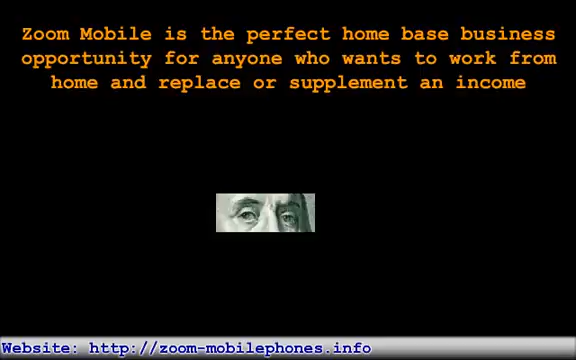 Zoom Mobile is the perfect home base business
opportunity for anyone who wants to work from
home and replace or supplement an income
Website: http://zoom-mobilephones.info